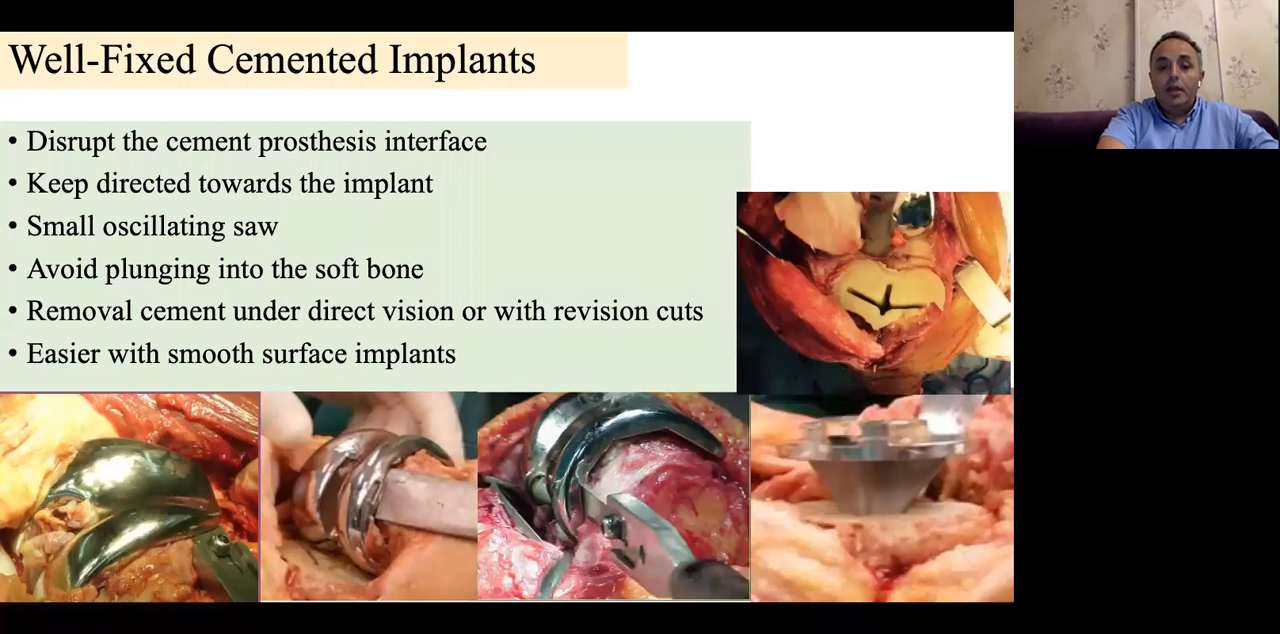 Well-Fixed Cemented Implants
• Disrupt the cement prosthesis interface
• Keep directed towards the implant
• Small oscillating saw
• Avoid plunging into the soft bone
• Removal cement under direct vision or with revision cuts
• Easier with smooth surface implants